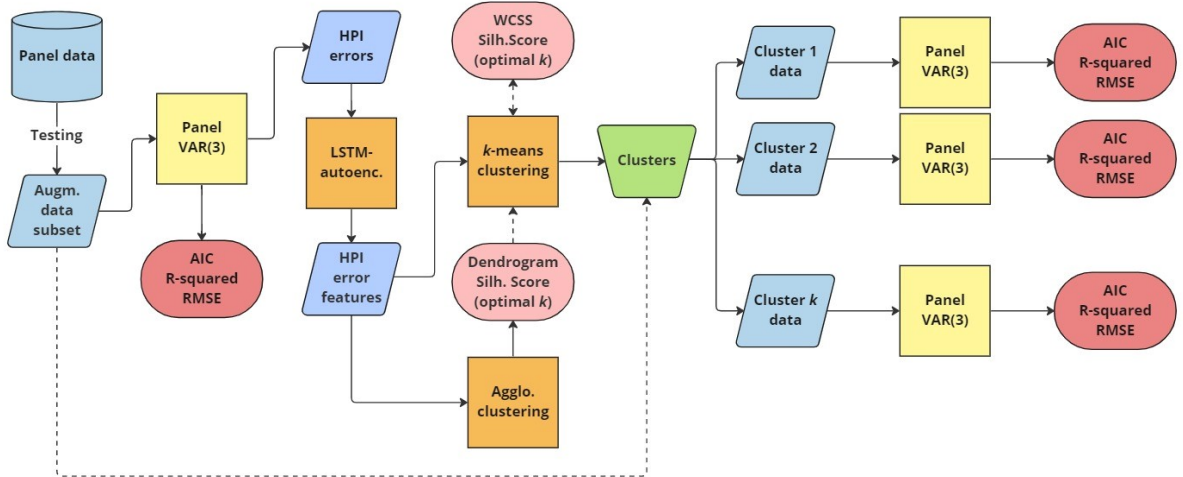 Panel data
Testing
Augm.
data
subset
Panel
VAR(3)
AIC
R-squared
RMSE
HPI
errors
LSTM-
autoenc.
HPI
error
features
WCSS
Silh.Score
(optimal k)
k-means
clustering
Dendrogram
Silh. Score
(optimal k)
Agglo.
clustering
Clusters
Cluster 1
data
Panel
VAR(3)
AIC
R-squared
RMSE
Cluster 2
data
Panel
VAR(3)
AIC
R-squared
RMSE
Cluster k
data
Panel
VAR(3)
AIC
R-squared
RMSE